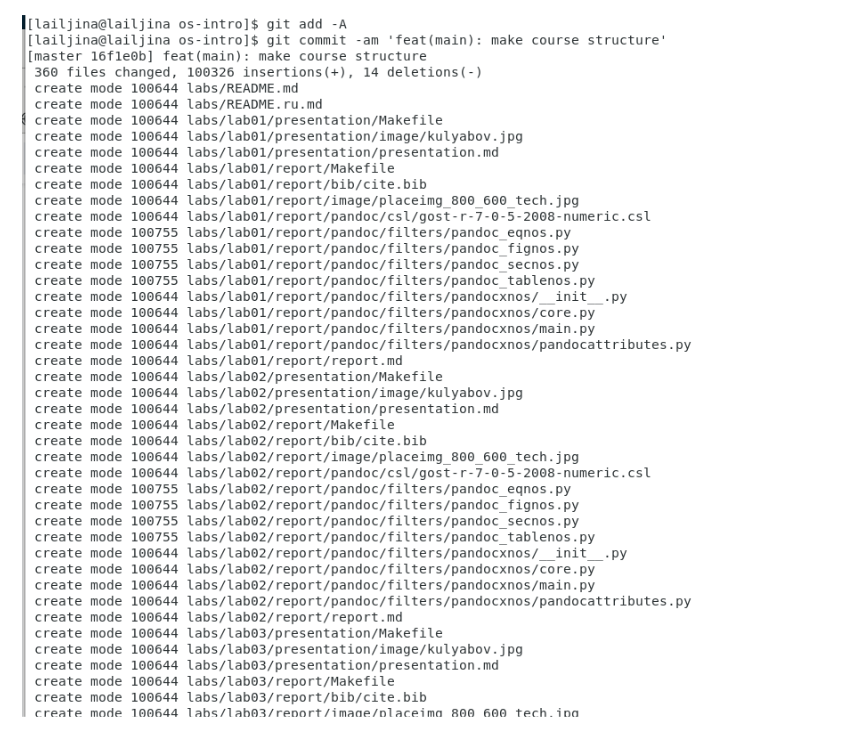 [lailjina@lailjina os-intro]$ git add -A
[lailjina@lailjina os-intro]$ git commit -am 'feat(main): make course structure'
[master 16f1e0b] feat(main): make course structure
 360 files changed, 100326 insertions(+), 14 deletions(-)
 create mode 100644 labs/README.md
 create mode 100644 labs/README.ru.md
 create mode 100644 labs/lab01/presentation/Makefile
 create mode 100644 labs/lab01/presentation/image/kulyabov.jpg
 create mode 100644 labs/lab01/presentation/presentation.md
 create mode 100644 labs/lab01/report/Makefile
 create mode 100644 labs/lab01/report/bib/cite.bib
 create mode 100644 labs/lab01/report/image/placeimg_800_600_tech.jpg
 create mode 100644 labs/lab01/report/pandoc/csl/gost-r-7-0-5-2008-numeric.csl
 create mode 100755 labs/lab01/report/pandoc/filters/pandoc_eqnos.py
 create mode 100755 labs/lab01/report/pandoc/filters/pandoc_fignos.py
 create mode 100755 labs/lab01/report/pandoc/filters/pandoc_secnos.py
 create mode 100755 labs/lab01/report/pandoc/filters/pandoc_tablenos.py
 create mode 100644 labs/lab01/report/pandoc/filters/pandocxnos/__init__.py
 create mode 100644 labs/lab01/report/pandoc/filters/pandocxnos/core.py
 create mode 100644 labs/lab01/report/pandoc/filters/pandocxnos/main.py
 create mode 100644 labs/lab01/report/pandoc/filters/pandocxnos/pandocattributes.py
 create mode 100644 labs/lab01/report/report.md
 create mode 100644 labs/lab02/presentation/Makefile
 create mode 100644 labs/lab02/presentation/image/kulyabov.jpg
 create mode 100644 labs/lab02/presentation/presentation.md
 create mode 100644 labs/lab02/report/Makefile
 create mode 100644 labs/lab02/report/bib/cite.bib
 create mode 100644 labs/lab02/report/image/placeimg_800_600_tech.jpg
 create mode 100644 labs/lab02/report/pandoc/csl/gost-r-7-0-5-2008-numeric.csl
 create mode 100755 labs/lab02/report/pandoc/filters/pandoc_eqnos.py
 create mode 100755 labs/lab02/report/pandoc/filters/pandoc_fignos.py
 create mode 100755 labs/lab02/report/pandoc/filters/pandoc_secnos.py
 create mode 100755 labs/lab02/report/pandoc/filters/pandoc_tablenos.py
 create mode 100644 labs/lab02/report/pandoc/filters/pandocxnos/__init__.py
 create mode 100644 labs/lab02/report/pandoc/filters/pandocxnos/core.py
 create mode 100644 labs/lab02/report/pandoc/filters/pandocxnos/main.py
 create mode 100644 labs/lab02/report/pandoc/filters/pandocxnos/pandocattributes.py
 create mode 100644 labs/lab02/report/report.md
 create mode 100644 labs/lab03/presentation/Makefile
 create mode 100644 labs/lab03/presentation/image/kulyabov.jpg
 create mode 100644 labs/lab03/presentation/presentation.md
 create mode 100644 labs/lab03/report/Makefile
 create mode 100644 labs/lab03/report/bib/cite.bib
 create mode 100644 labs/lab03/report/image/placeimg_800_600_tech.jpg